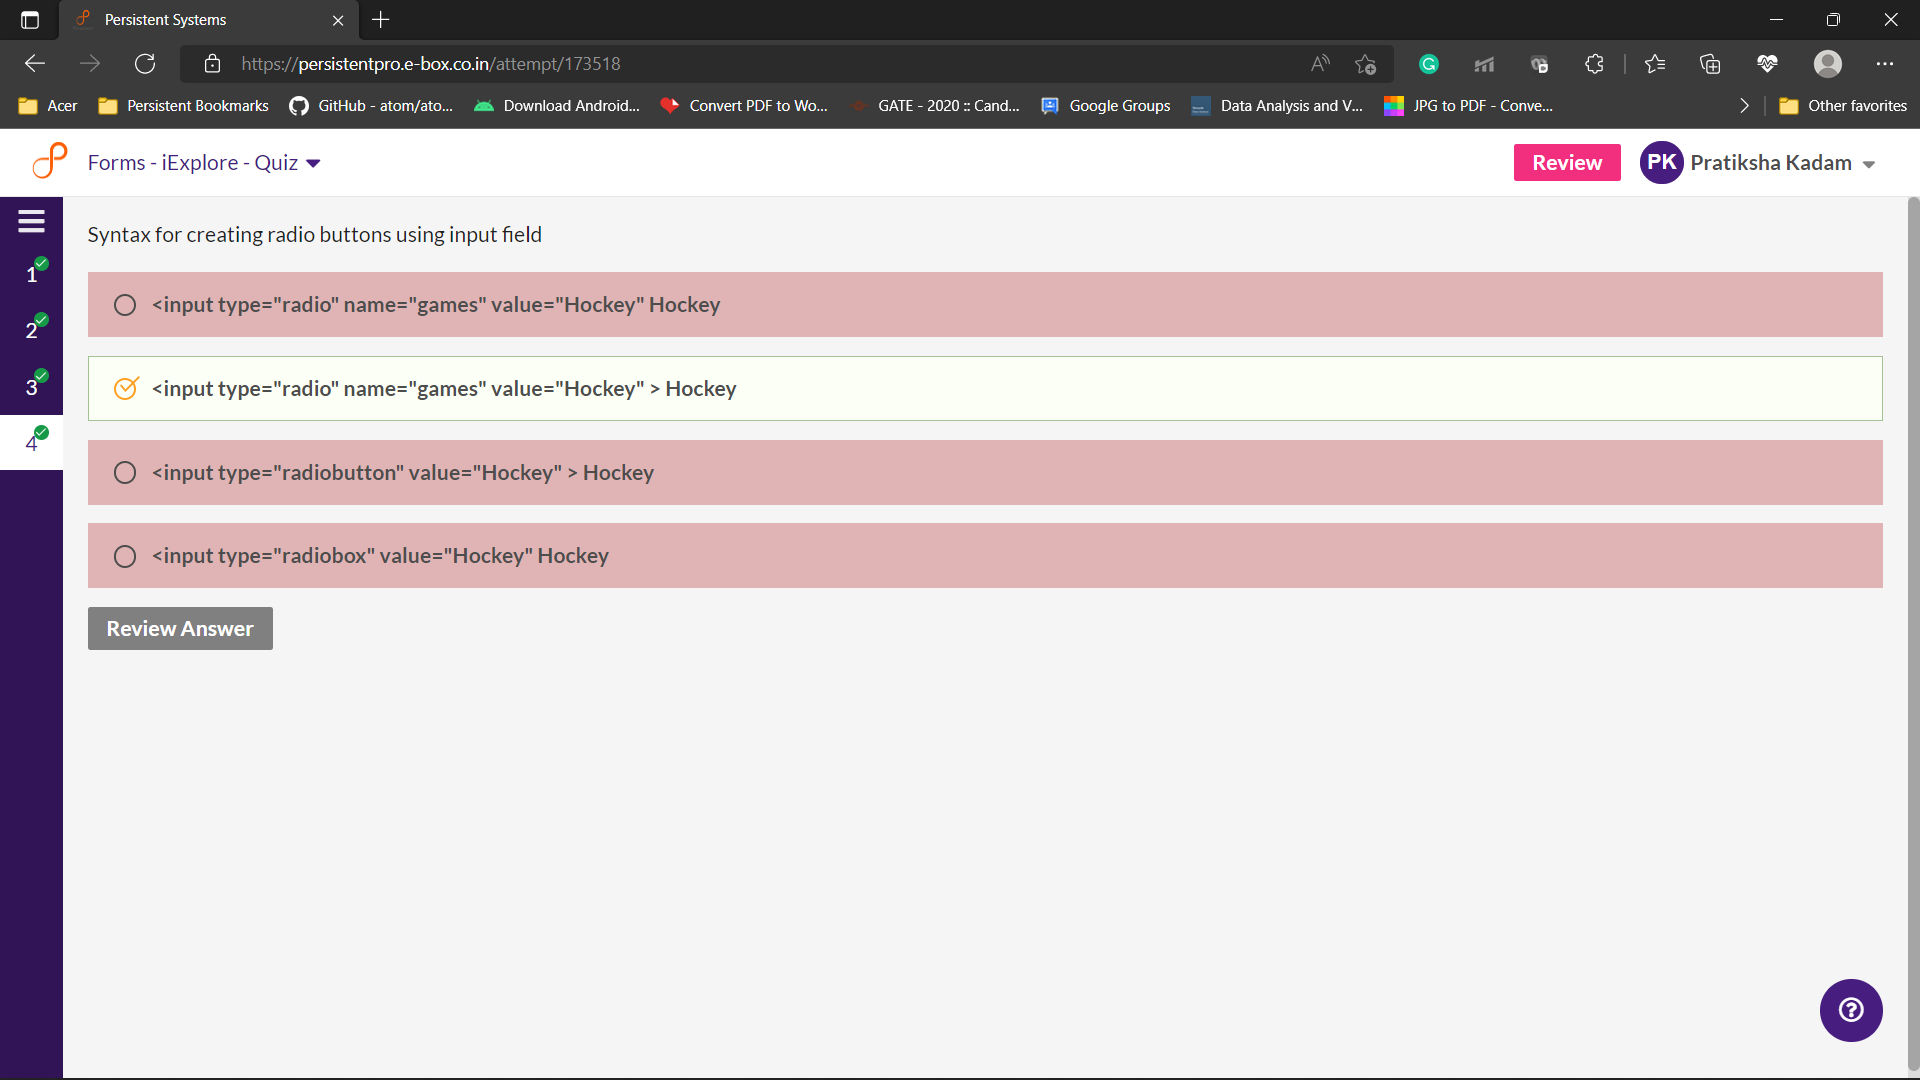 Persistent Systems
https://persistentpro.e-box.co.in/attempt/173518
Acer
Persistent Bookmarks
GitHub - atom/ato...
Download Android...
Convert PDF to Wo...
GATE - 2020 :: Cand...
Google Groups
Data Analysis and V...
JPG to PDF - Conve...
Other favorites
Forms - iExplore - Quiz
Review
PK
Pratiksha Kadam
Syntax for creating radio buttons using input field
1
<input type="radio" name="games" value="Hockey" Hockey
2
<input type="radio" name="games" value="Hockey" > Hockey
3
<input type="radiobutton" value="Hockey" > Hockey
4
<input type="radiobox" value="Hockey" Hockey
Review Answer